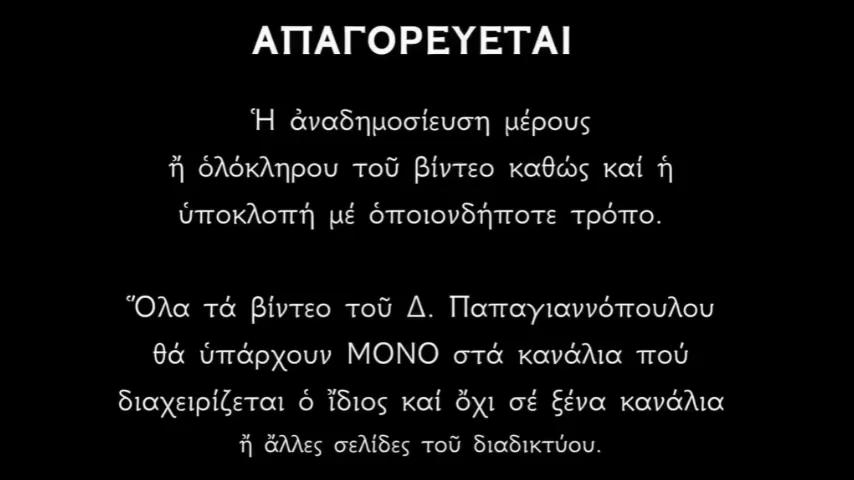 ΑΠΑΓΟΡΕΥΕΤΑΙ
Ἡ ἀναδημοσίευση μέρους
ἤ ὁλόκληρου τοῦ βίντεο καθώς καί ἡ
ὑποκλοπή μέ ὁποιονδήποτε τρόπο.
Ὅλα τά βίντεο τοῦ Δ. Παπαγιαννόπουλου
θά ὑπάρχουν ΜΟΝΟ στά κανάλια πού
διαχειρίζεται ὁ ἴδιος καί ὄχι σέ ξένα κανάλια
ἤ ἄλλες σελίδες τοῦ διαδικτύου.